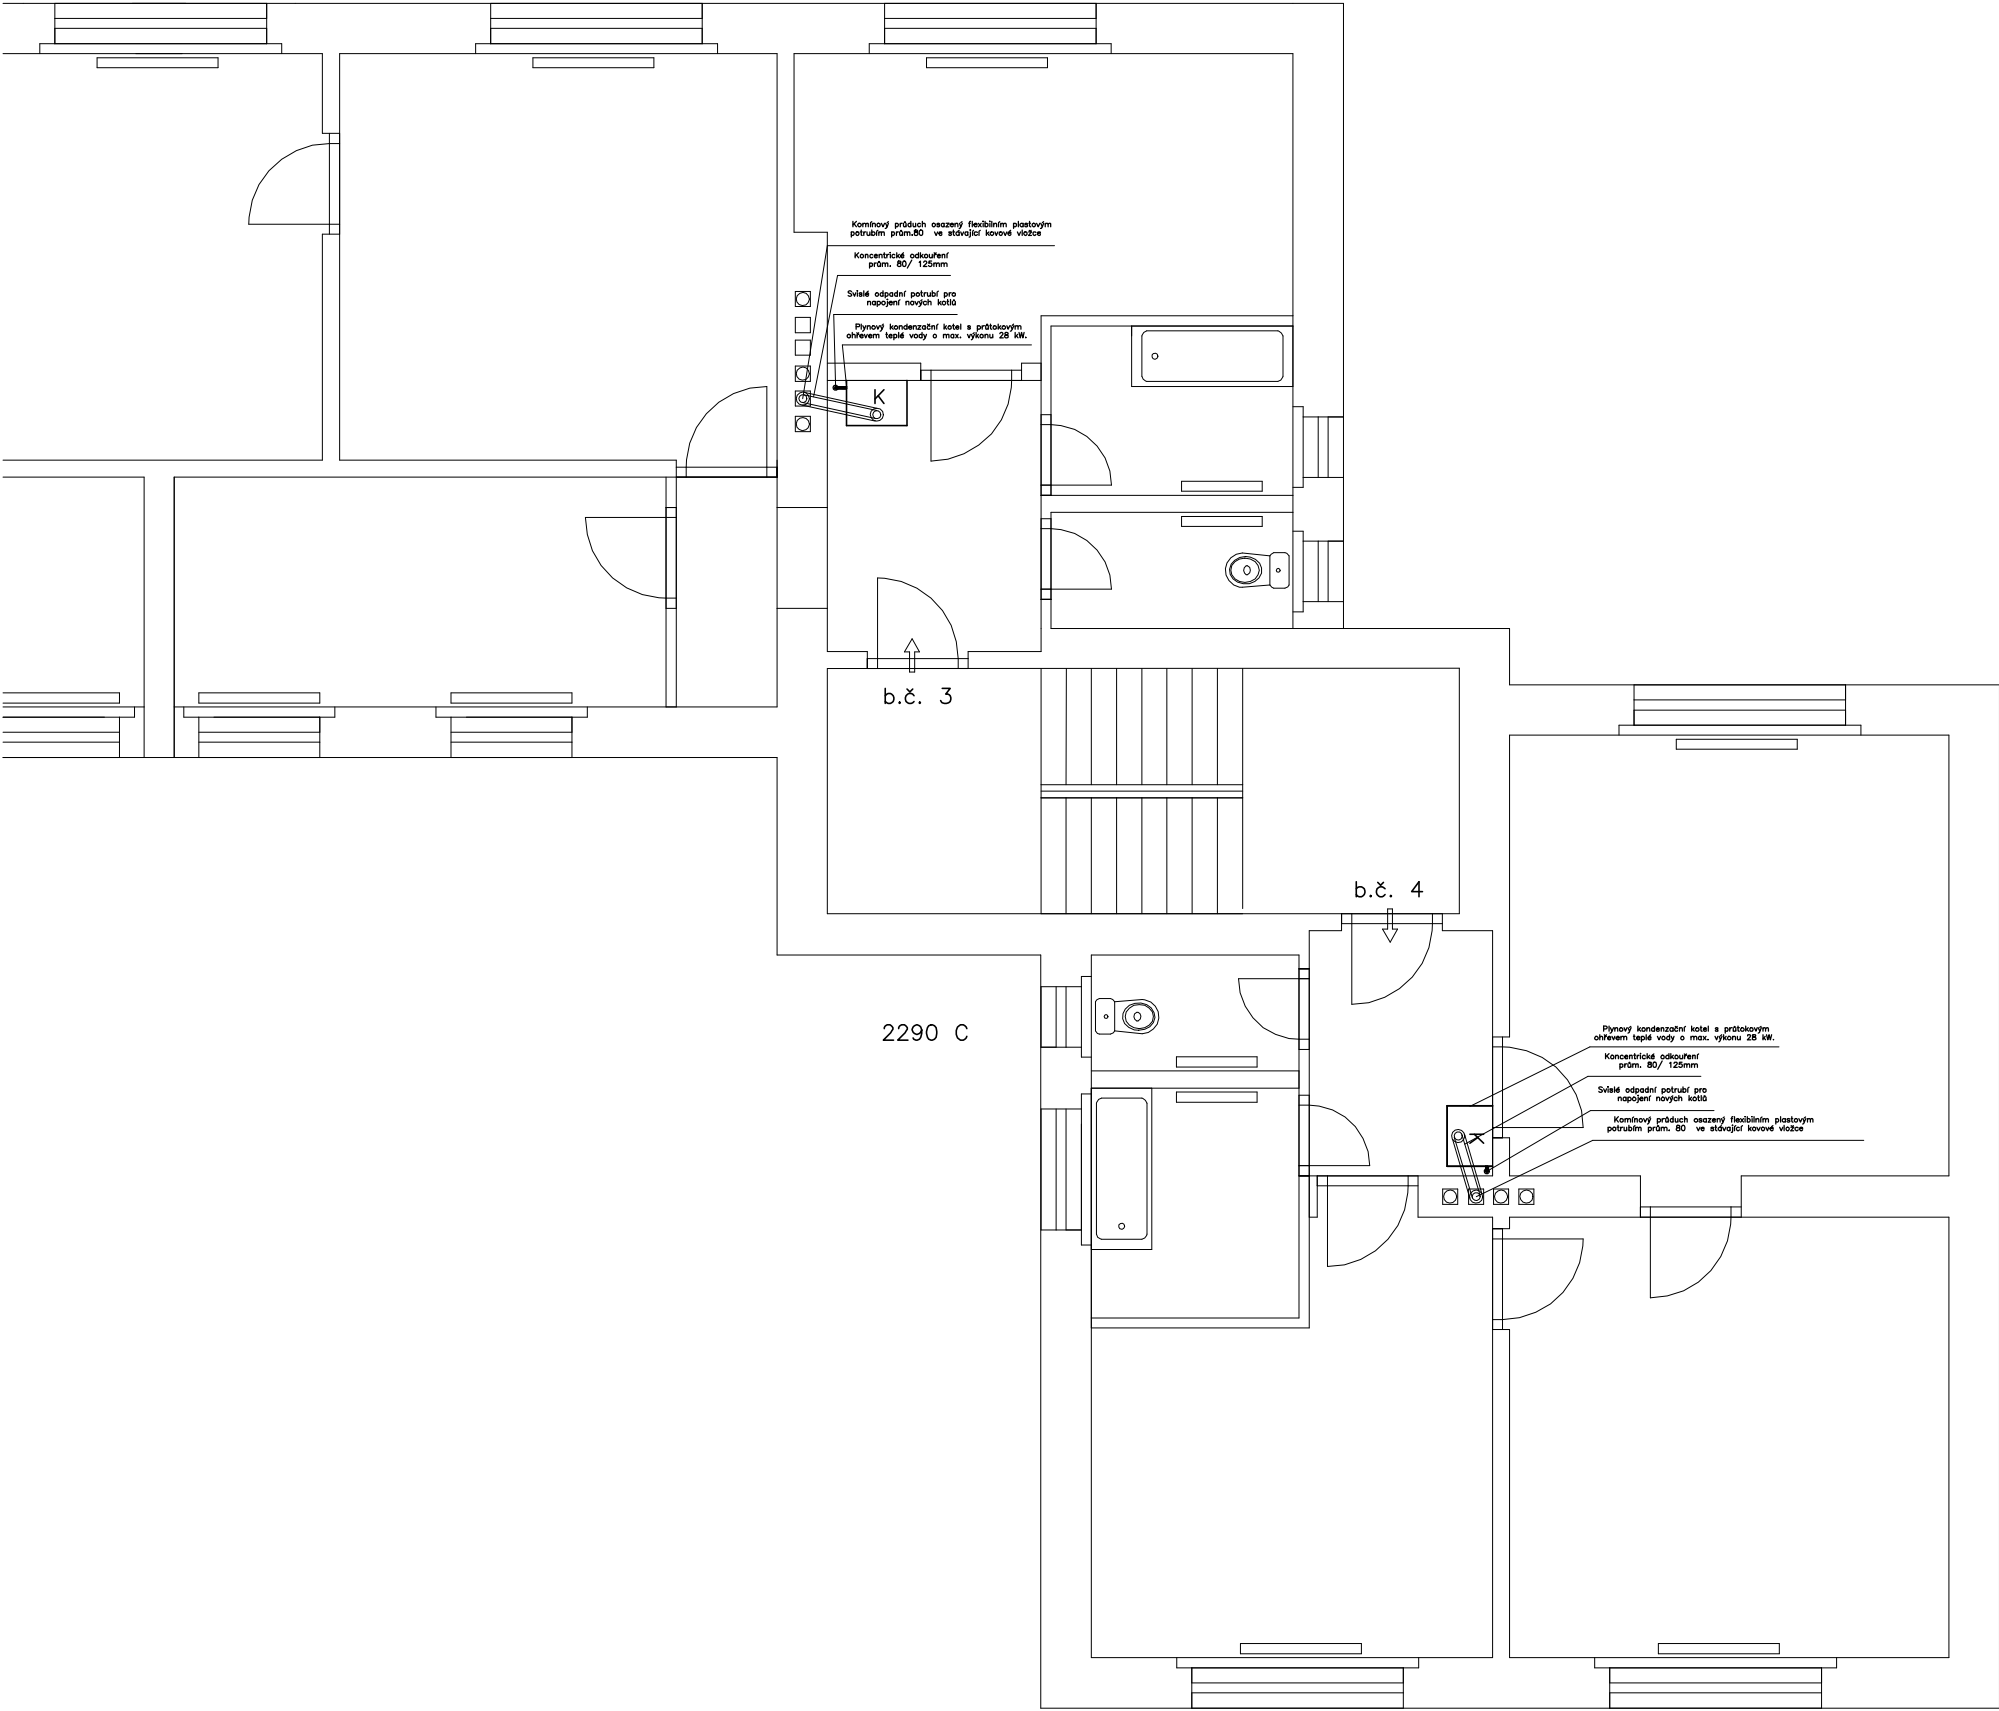 Komínový průduch osazený flexibilním plastovým
potrubím prům.80 ve stávající kovové vložce
Koncentrické odkouření
prům. 80/ 125mm
Svislé odpadní potrubí pro
napojení nových kotlů
Plynový kondenzační kotel s průtokovým
ohřevem teplé vody o max. výkonu 28 kW.
K
b.č. 3
b.č. 4
2290 C
Plynový kondenzační kotel s průtokovým
ohřevem teplé vody o max. výkonu 28 kW.
Koncentrické odkouření
prům. 80/ 125mm
Svislé odpadní potrubí pro
napojení nových kotlů
Komínový průduch osazený flexibilním plastovým
potrubím prům. 80 ve stávající kovové vložce
K